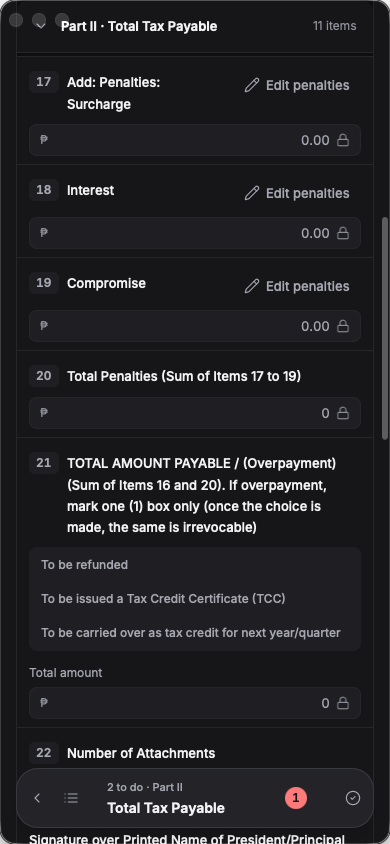 Part II · Total Tax Payable
11 items
17 Add: Penalties:
Surcharge
Edit penalties
₱ 0.00
18 Interest
Edit penalties
₱ 0.00
19 Compromise
Edit penalties
₱ 0.00
20 Total Penalties (Sum of Items 17 to 19)
₱ 0
21 TOTAL AMOUNT PAYABLE / (Overpayment)
(Sum of Items 16 and 20). If overpayment,
mark one (1) box only (once the choice is
made, the same is irrevocable)
To be refunded
To be issued a Tax Credit Certificate (TCC)
To be carried over as tax credit for next year/quarter
Total amount
₱ 0
22 Number of Attachments
2 to do · Part II
Total Tax Payable
1
Signature over Printed Name of President/Principal